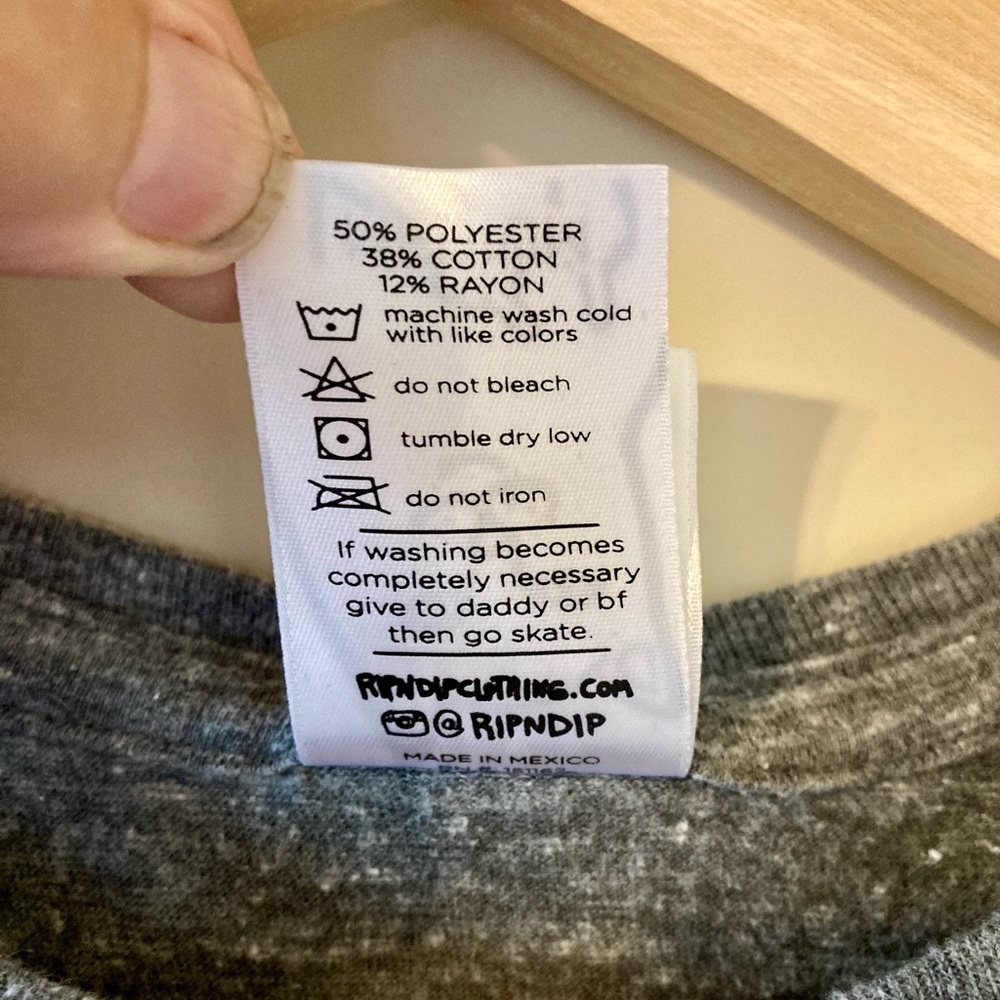 50% POLYESTER
38% COTTON
12% RAYON
machine wash cold
with like colors
do not bleach
tumble dry low
do not iron
If washing becomes
completely necessary
give to daddy or bf
then go skate.
RIPNDIPCLOTHING.COM
@RIPNDIP
MADE IN MEXICO